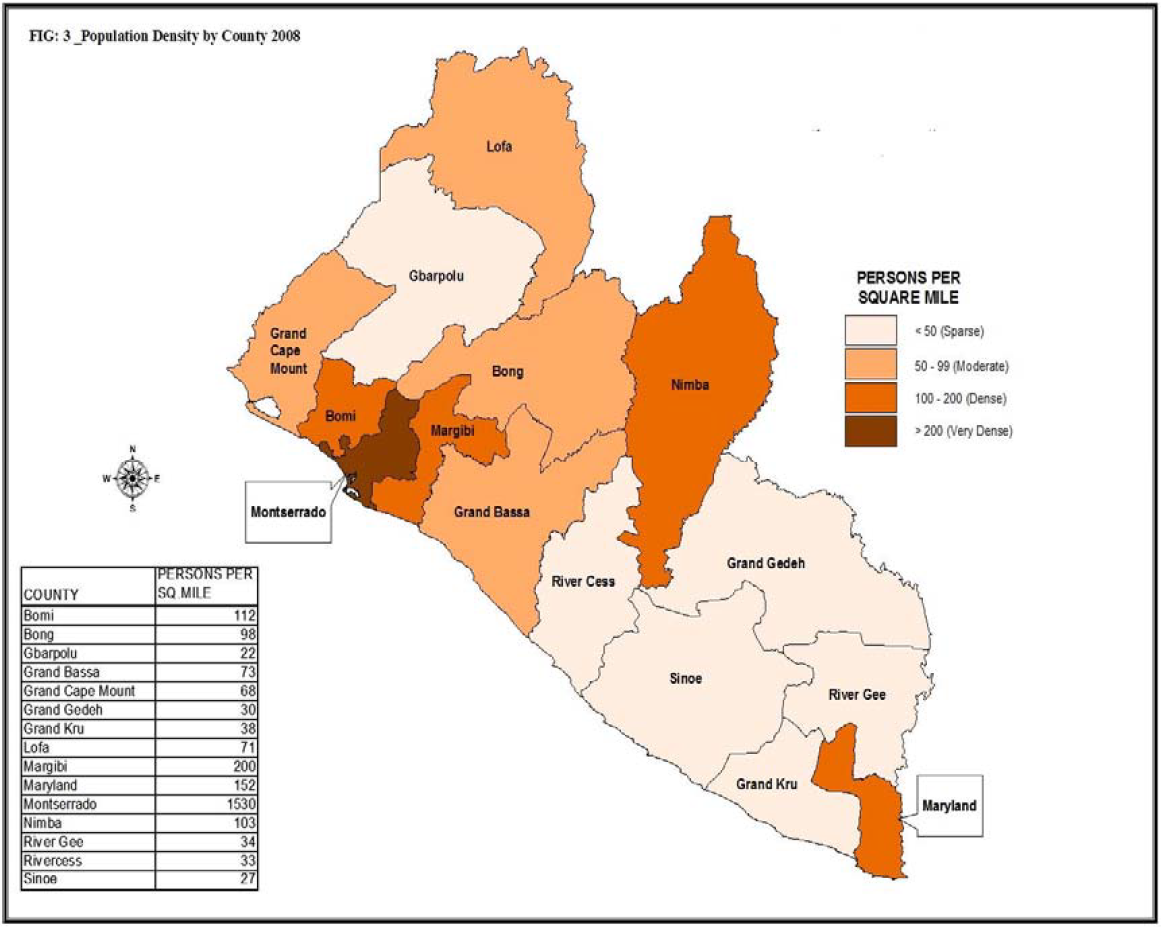 FIG: 3 _Population Density by County 2008
Lofa
Gbarpolu
Grand
Cape
Mount
Bong
Nimba
Bomi
Margibi
Montserrado
Grand Bassa
River Cess
Grand Gedeh
Sinoe
River Gee
Grand Kru
Maryland
PERSONS PER
SQUARE MILE
< 50 (Sparse)
50 - 99 (Moderate)
100 - 200 (Dense)
> 200 (Very Dense)
N
W E
S
COUNTY PERSONS PER SQ.MILE
Bomi 112
Bong 98
Gbarpolu 22
Grand Bassa 73
Grand Cape Mount 68
Grand Gedeh 30
Grand Kru 38
Lofa 71
Margibi 200
Maryland 152
Montserrado 1530
Nimba 103
River Gee 34
Rivercess 33
Sinoe 27